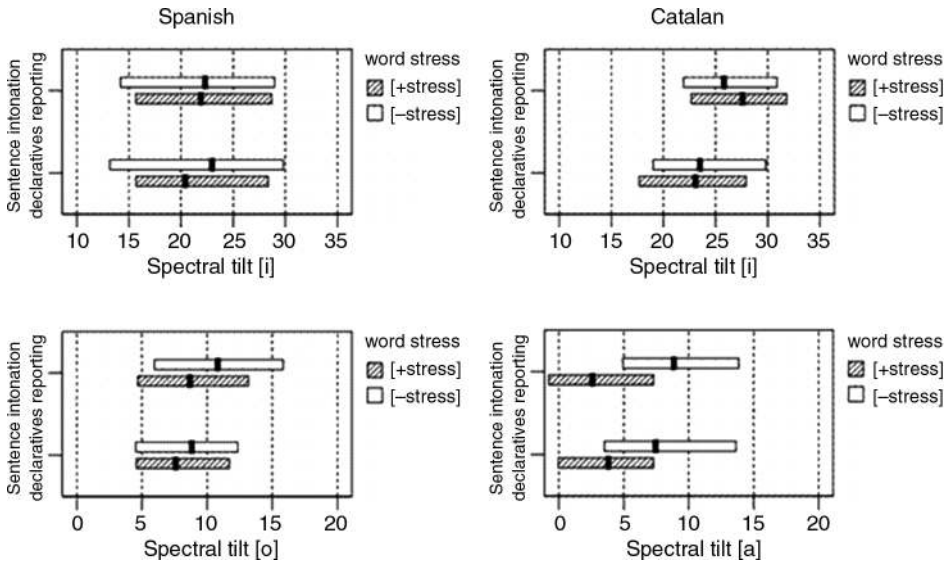 Spanish
Sentence intonation
declaratives reporting
word stress
[+stress]
[−stress]
10 15 20 25 30 35
Spectral tilt [i]
Catalan
Sentence intonation
declaratives reporting
word stress
[+stress]
[−stress]
10 15 20 25 30 35
Spectral tilt [i]
Sentence intonation
declaratives reporting
word stress
[+stress]
[−stress]
0 5 10 15 20
Spectral tilt [o]
Sentence intonation
declaratives reporting
word stress
[+stress]
[−stress]
0 5 10 15 20
Spectral tilt [a]